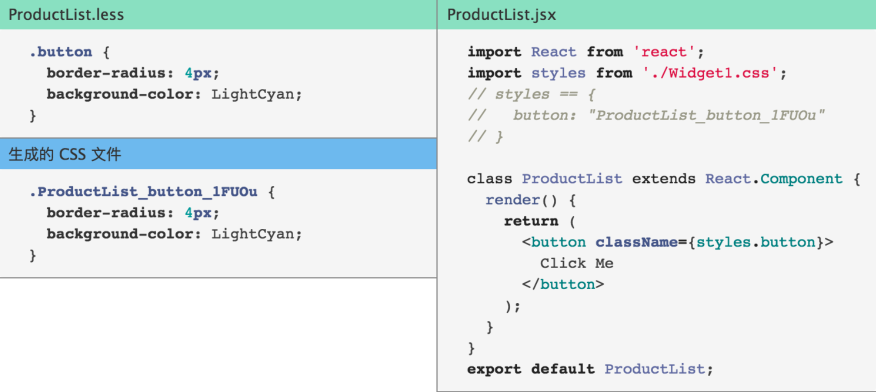 ProductList.less
.button {
  border-radius: 4px;
  background-color: LightCyan;
}
生成的 CSS 文件
.ProductList_button_1FUOu {
  border-radius: 4px;
  background-color: LightCyan;
}
ProductList.jsx
import React from 'react';
import styles from './Widget1.css';
// styles == {
//   button: "ProductList_button_1FUOu"
// }
class ProductList extends React.Component {
  render() {
    return (
      <button className={styles.button}>
        Click Me
      </button>
    );
  }
}
export default ProductList;